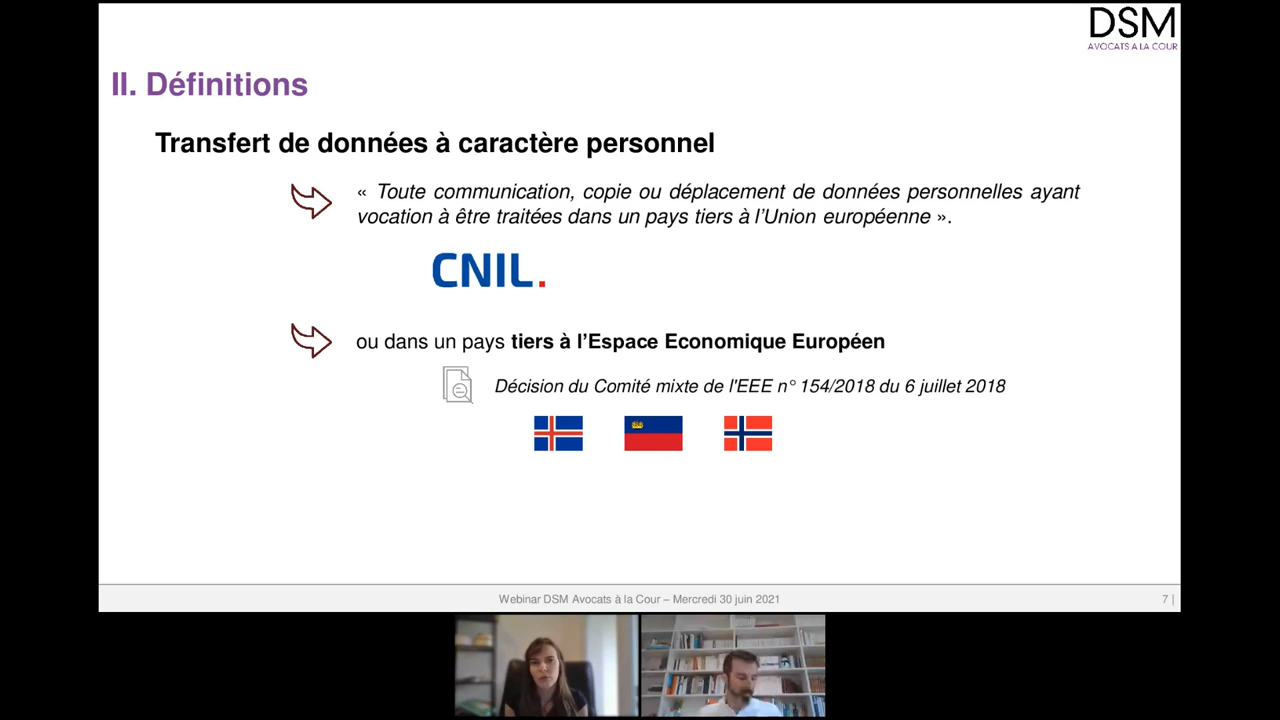 DSM
AVOCATS A LA COUR
II. Définitions
Transfert de données à caractère personnel
« Toute communication, copie ou déplacement de données personnelles ayant
vocation à être traitées dans un pays tiers à l'Union européenne ».
CNIL.
ou dans un pays tiers à l'Espace Economique Européen
Décision du Comité mixte de l'EEE n° 154/2018 du 6 juillet 2018
Webinar DSM Avocats à la Cour – Mercredi 30 juin 2021
7 |